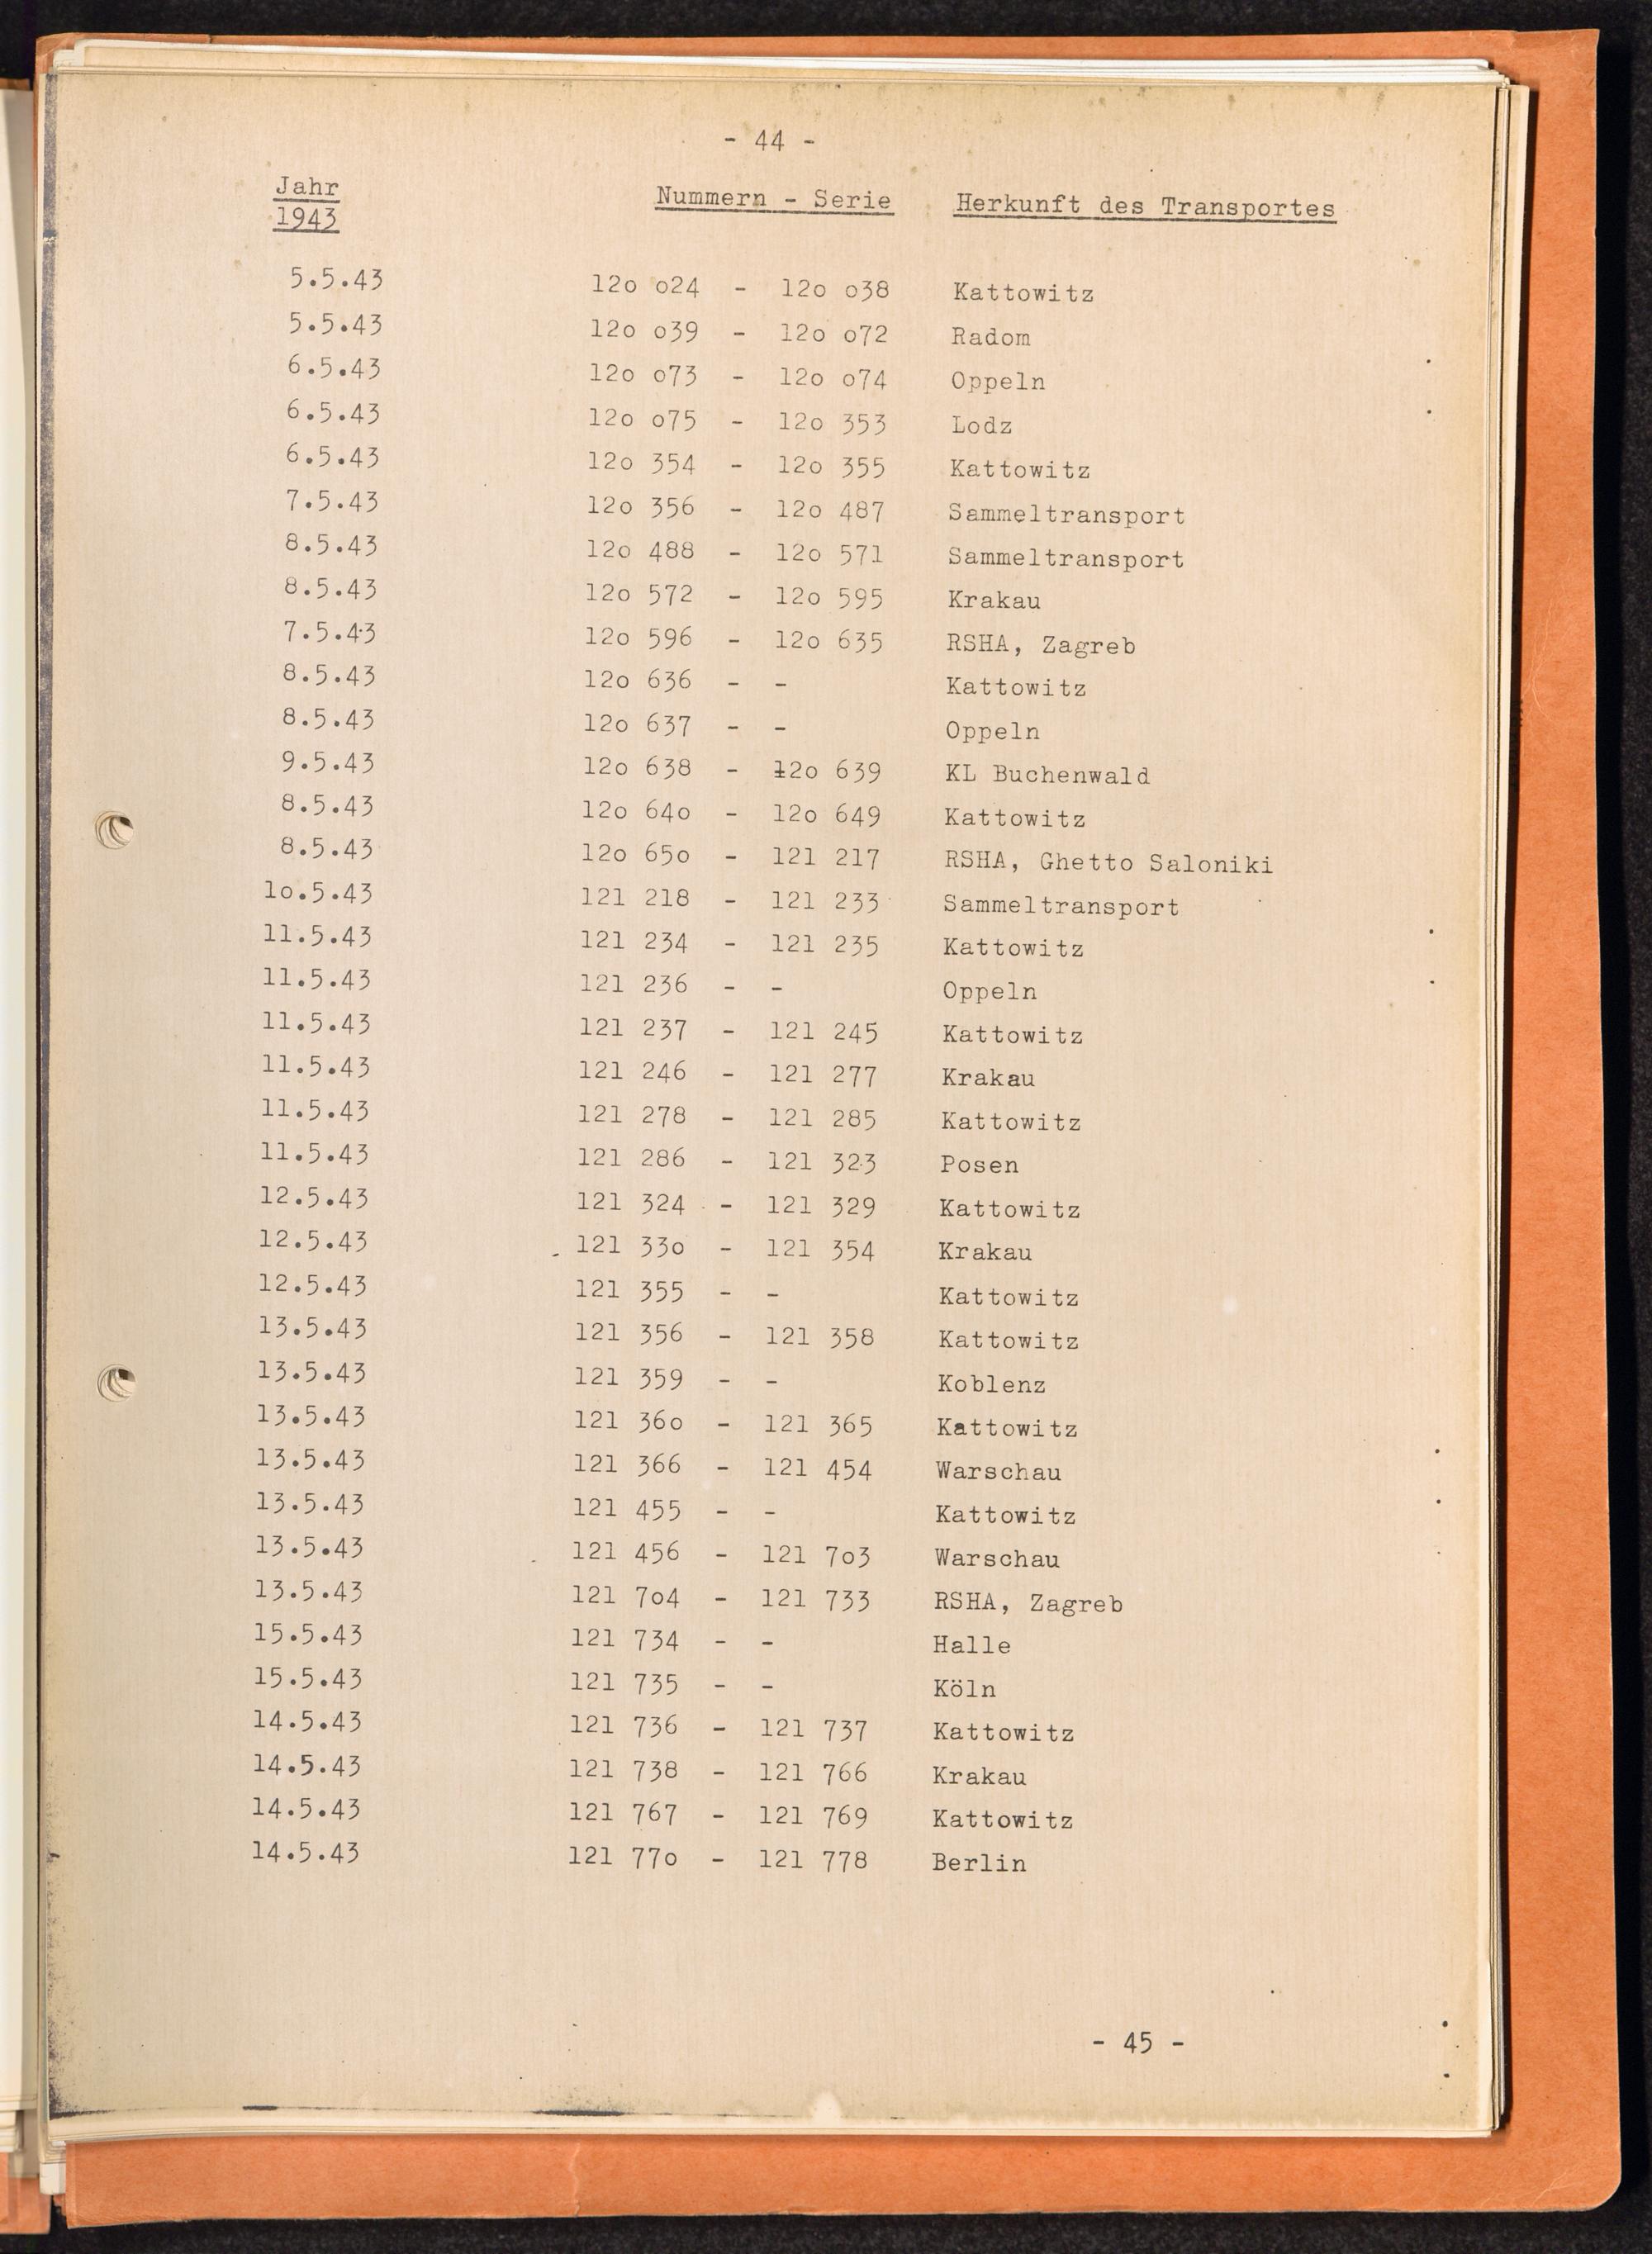 - 44 -
Jahr Nummern - Serie Herkunft des Transportes
1943
5.5.43 12o o24 - 12o o38 Kattowitz
5.5.43 12o o39 - 12o o72 Radom
6.5.43 12o o73 - 12o o74 Oppeln
6.5.43 12o o75 - 12o 353 Lodz
6.5.43 12o 354 - 12o 355 Kattowitz
7.5.43 12o 356 - 12o 487 Sammeltransport
8.5.43 12o 488 - 12o 571 Sammeltransport
8.5.43 12o 572 - 12o 595 Krakau
7.5.43 12o 596 - 12o 635 RSHA, Zagreb
8.5.43 12o 636 - - Kattowitz
8.5.43 12o 637 - - Oppeln
9.5.43 12o 638 - 12o 639 KL Buchenwald
8.5.43 12o 64o - 12o 649 Kattowitz
8.5.43 12o 65o - 121 217 RSHA, Ghetto Saloniki
1o.5.43 121 218 - 121 233 Sammeltransport
11.5.43 121 234 - 121 235 Kattowitz
11.5.43 121 236 - - Oppeln
11.5.43 121 237 - 121 245 Kattowitz
11.5.43 121 246 - 121 277 Krakau
11.5.43 121 278 - 121 285 Kattowitz
11.5.43 121 286 - 121 323 Posen
12.5.43 121 324 - 121 329 Kattowitz
12.5.43 121 33o - 121 354 Krakau
12.5.43 121 355 - - Kattowitz
13.5.43 121 356 - 121 358 Kattowitz
13.5.43 121 359 - - Koblenz
13.5.43 121 36o - 121 365 Kattowitz
13.5.43 121 366 - 121 454 Warschau
13.5.43 121 455 - - Kattowitz
13.5.43 121 456 - 121 7o3 Warschau
13.5.43 121 7o4 - 121 733 RSHA, Zagreb
15.5.43 121 734 - - Halle
15.5.43 121 735 - - Köln
14.5.43 121 736 - 121 737 Kattowitz
14.5.43 121 738 - 121 766 Krakau
14.5.43 121 767 - 121 769 Kattowitz
14.5.43 121 77o - 121 778 Berlin
- 45 -